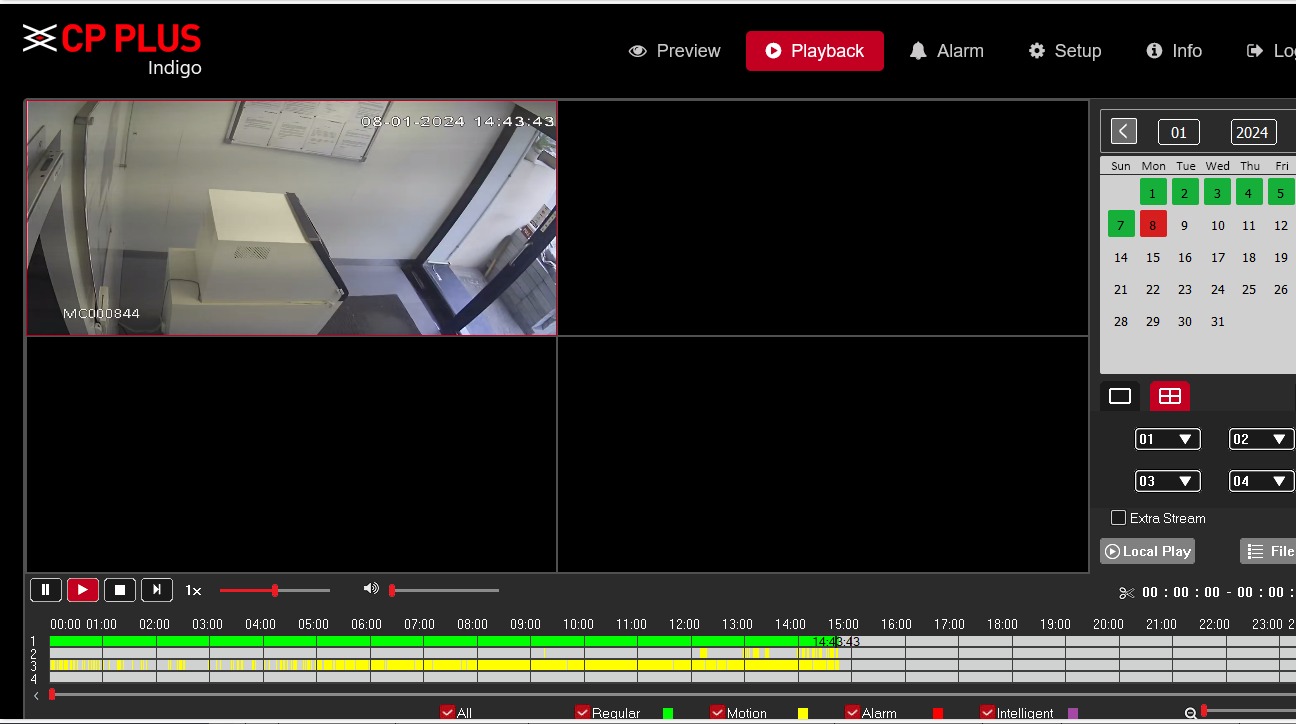 CP PLUS
Indigo
Preview
Playback
Alarm
Setup
Info
08-01-2024 14:43:43
MC000844
01
2024
Sun Mon Tue Wed Thu Fri
1 2 3 4 5
7 8 9 10 11 12
14 15 16 17 18 19
21 22 23 24 25 26
28 29 30 31
01 02
03 04
Extra Stream
Local Play
File
1x
00 : 00 : 00 - 00 : 00 :
00:00 01:00 02:00 03:00 04:00 05:00 06:00 07:00 08:00 09:00 10:00 11:00 12:00 13:00 14:00 15:00 16:00 17:00 18:00 19:00 20:00 21:00 22:00 23:00 2
1
14:43:43
2
3
4
All
Regular
Motion
Alarm
Intelligent